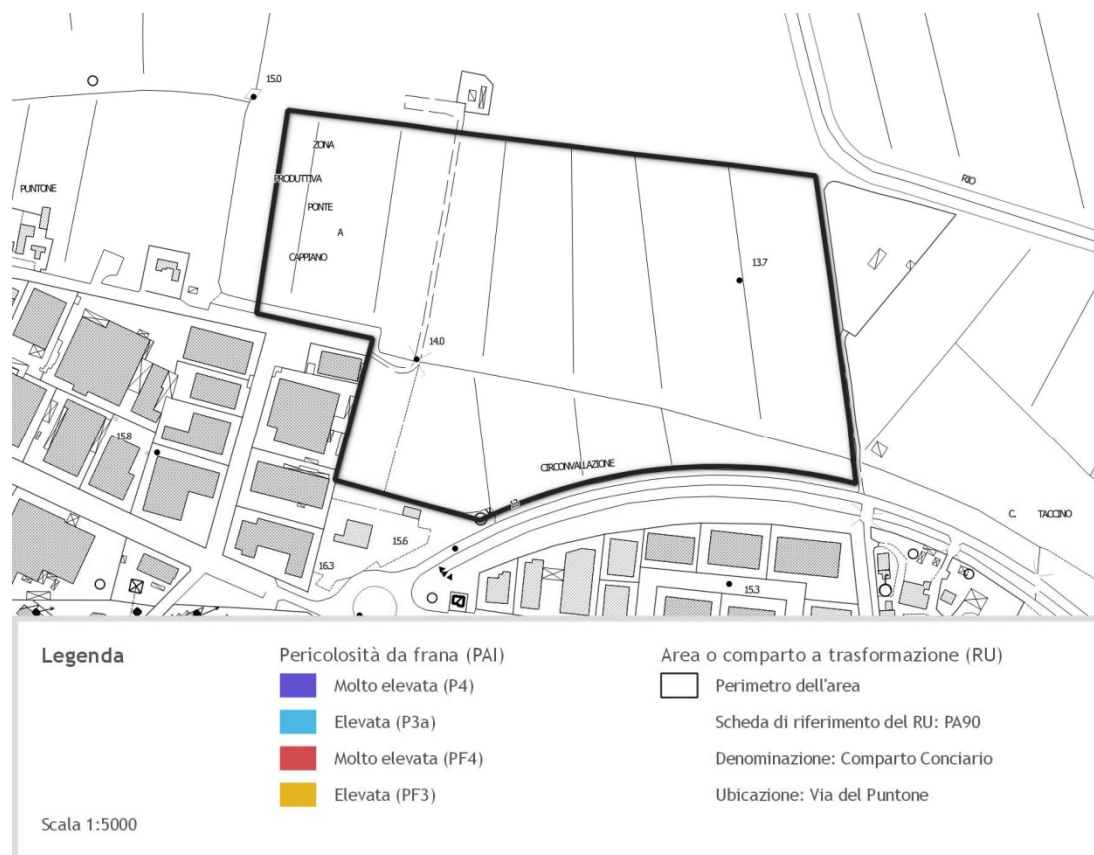 15.0
ZONA
PRODUTTIVA
PONTE
A
CAPPIANO
PUNTONE
RIO
13.7
14.0
15.8
CIRCONVALLAZIONE
C. TACCINO
15.6
16.3
15.3
Legenda
Pericolosità da frana (PAI)
Molto elevata (P4)
Elevata (P3a)
Molto elevata (PF4)
Elevata (PF3)
Area o comparto a trasformazione (RU)
Perimetro dell'area
Scheda di riferimento del RU: PA90
Denominazione: Comparto Conciario
Ubicazione: Via del Puntone
Scala 1:5000